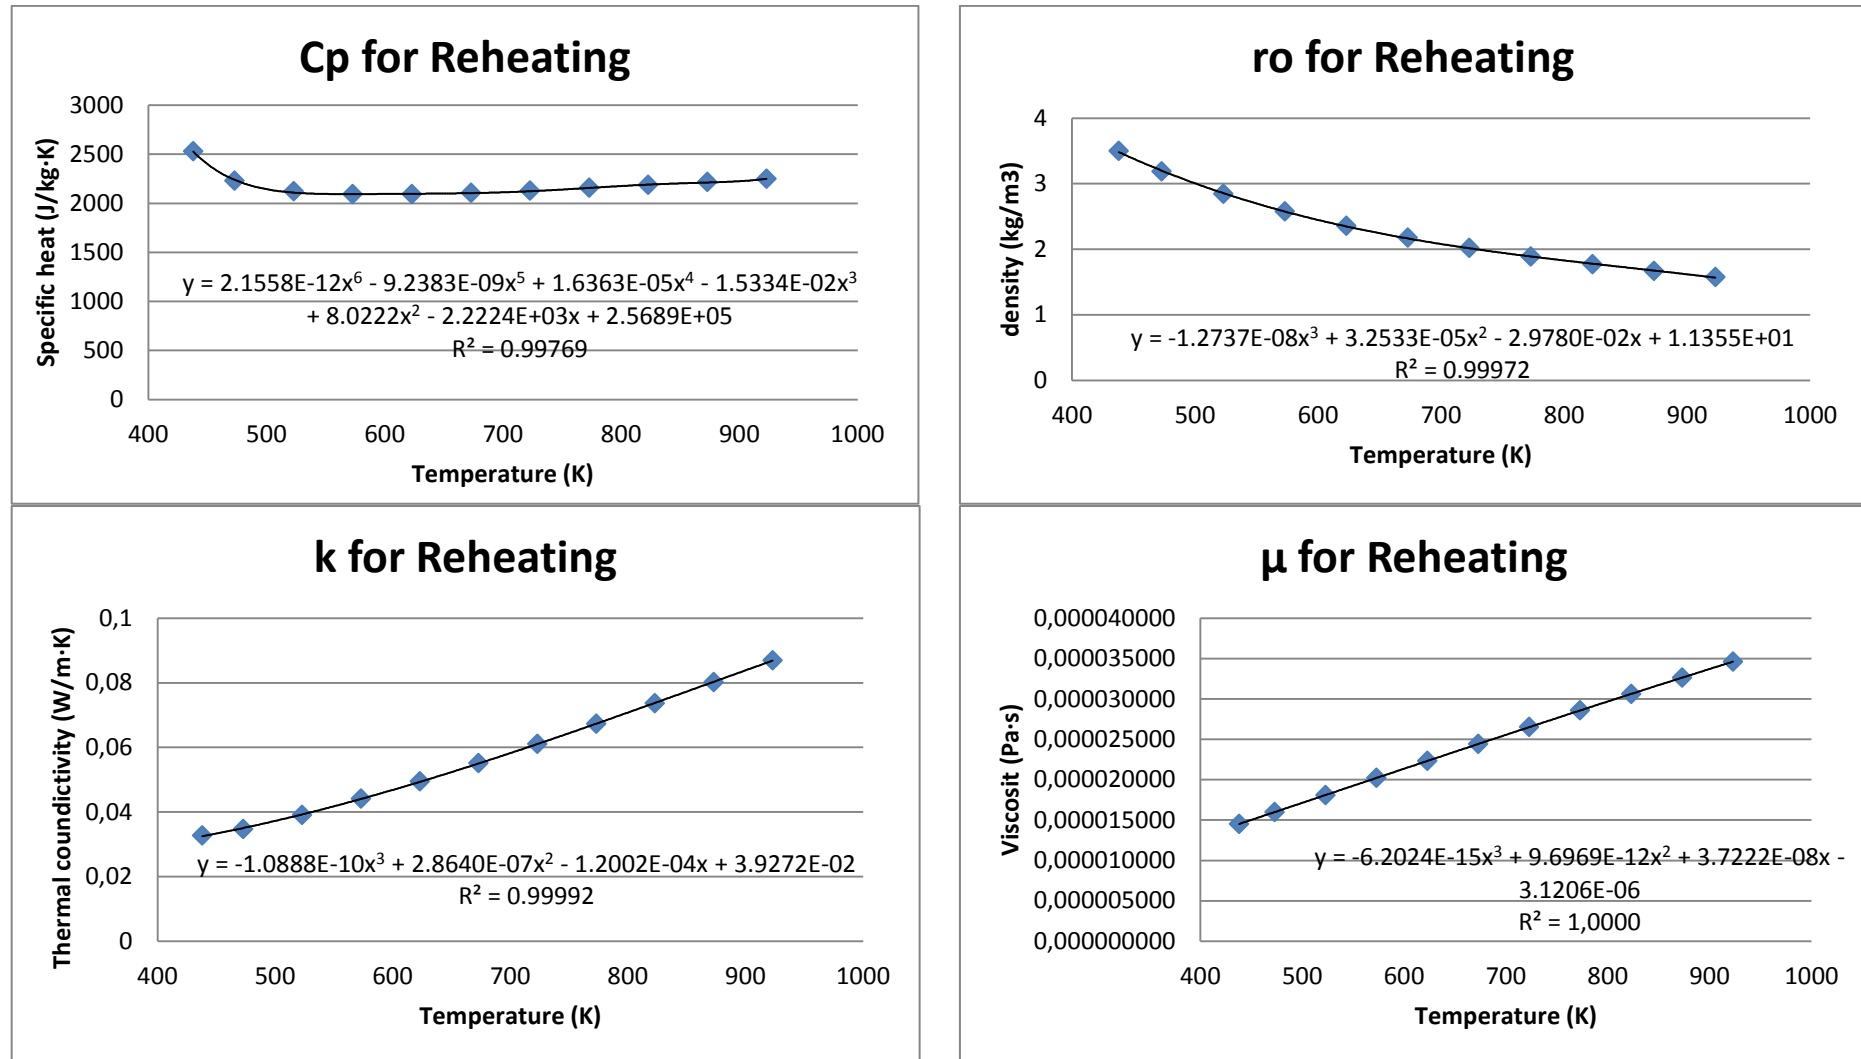 Cp for Reheating
Specific heat (J/kg·K)
3000
2500
2000
1500
1000
500
0
y = 2.1558E-12x⁶ - 9.2383E-09x⁵ + 1.6363E-05x⁴ - 1.5334E-02x³
+ 8.0222x² - 2.2224E+03x + 2.5689E+05
R² = 0.99769
400 500 600 700 800 900 1000
Temperature (K)
ro for Reheating
density (kg/m3)
4
3
2
1
0
y = -1.2737E-08x³ + 3.2533E-05x² - 2.9780E-02x + 1.1355E+01
R² = 0.99972
400 500 600 700 800 900 1000
Temperature (K)
k for Reheating
Thermal coundictivity (W/m·K)
0,1
0,08
0,06
0,04
0,02
0
y = -1.0888E-10x³ + 2.8640E-07x² - 1.2002E-04x + 3.9272E-02
R² = 0.99992
400 500 600 700 800 900 1000
Temperature (K)
µ for Reheating
Viscosit (Pa·s)
0,000040000
0,000035000
0,000030000
0,000025000
0,000020000
0,000015000
0,000010000
0,000005000
0,000000000
y = -6.2024E-15x³ + 9.6969E-12x² + 3.7222E-08x -
3.1206E-06
R² = 1,0000
400 500 600 700 800 900 1000
Temperature (K)